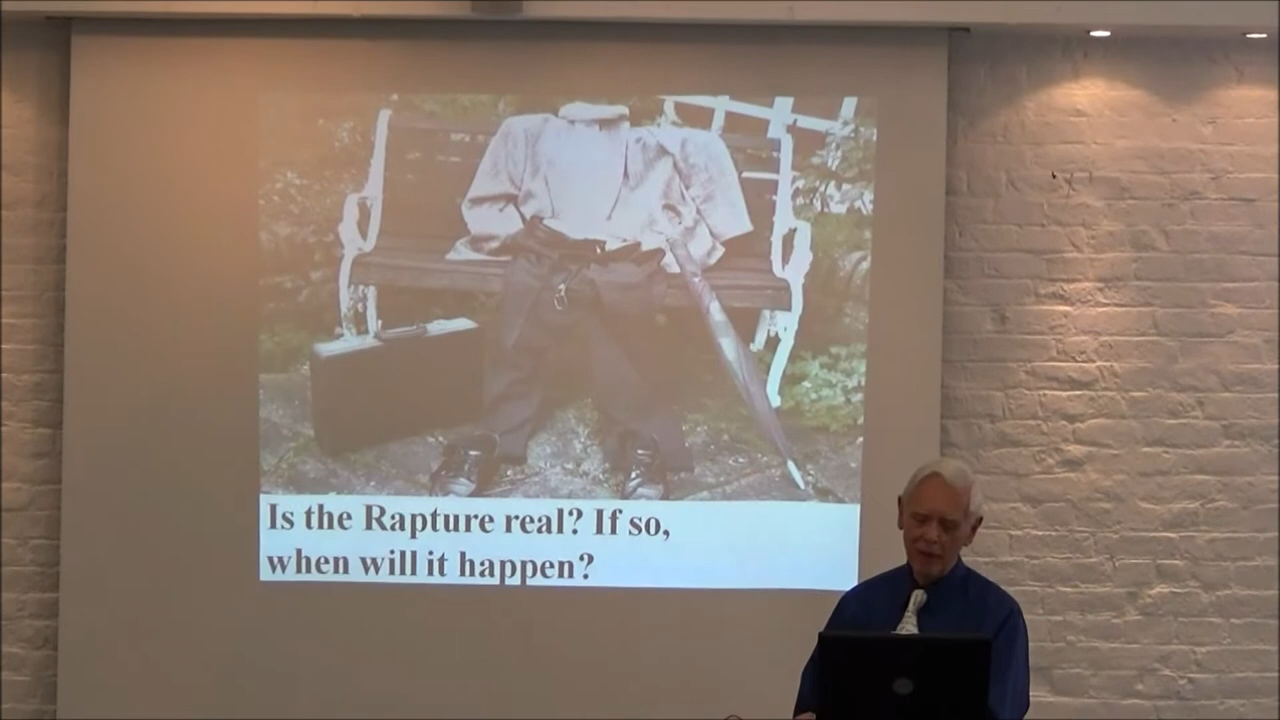 Is the Rapture real? If so,
when will it happen?